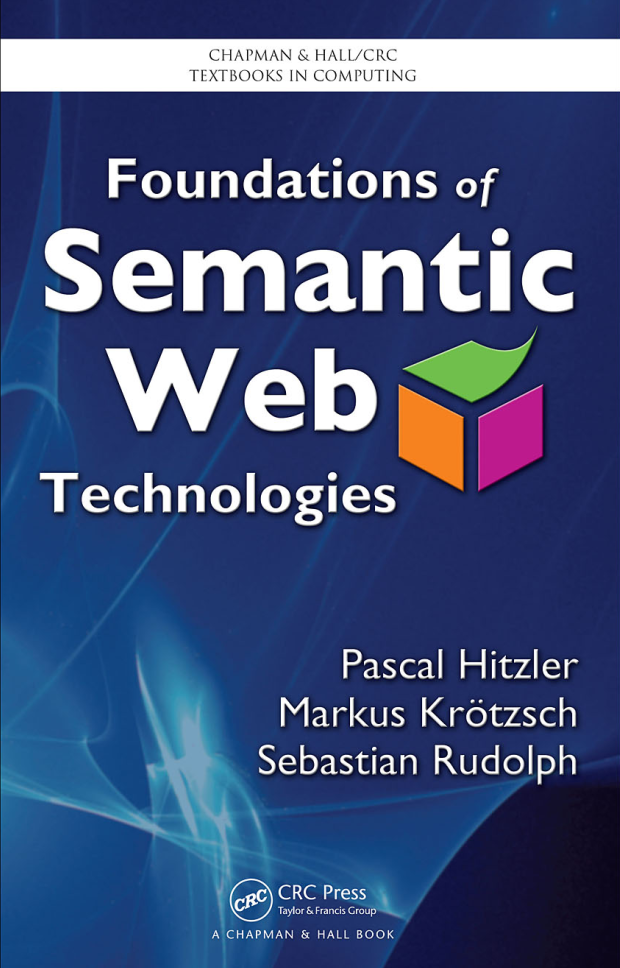 CHAPMAN & HALL/CRC
TEXTBOOKS IN COMPUTING
Foundations of
Semantic
Web
Technologies
Pascal Hitzler
Markus Krötzsch
Sebastian Rudolph
CRC
CRC Press
Taylor & Francis Group
A CHAPMAN & HALL BOOK